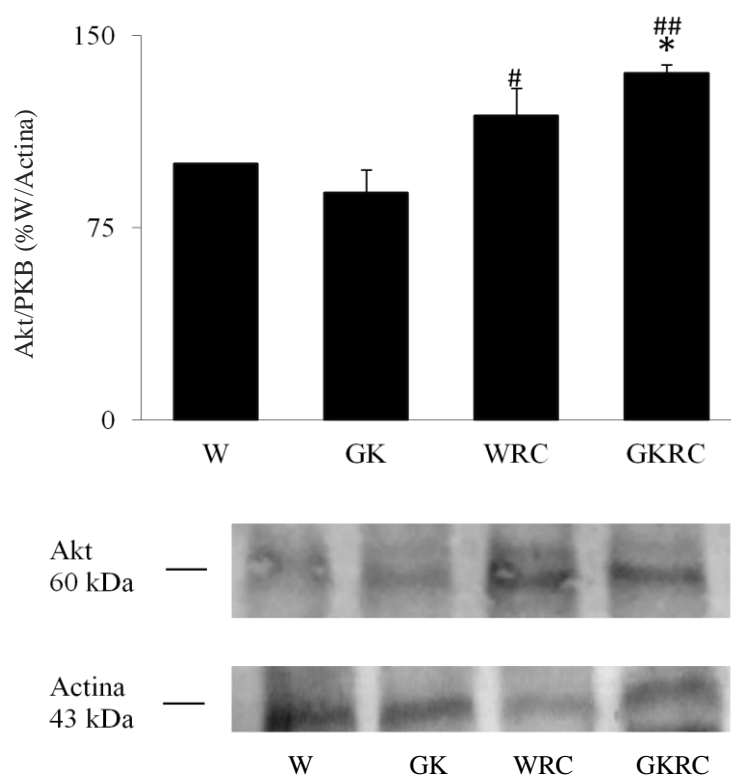 150
##
*
#
Akt/PKB (%W/Actina)
75
0
W GK WRC GKRC
Akt
60 kDa
Actina
43 kDa
W GK WRC GKRC